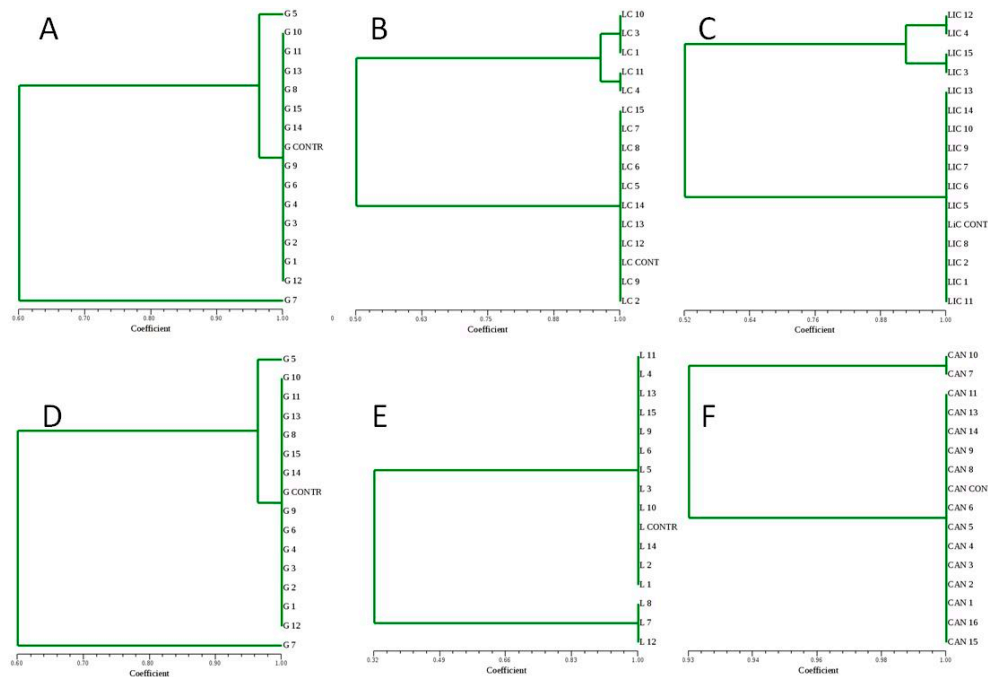 A
G 5
G 10
G 11
G 13
G 8
G 15
G 14
G CONTR
G 9
G 6
G 4
G 3
G 2
G 1
G 12
G 7
0.60 0.70 0.80 0.90 1.00
Coefficient
B
LC 10
LC 3
LC 1
LC 11
LC 4
LC 15
LC 7
LC 8
LC 6
LC 5
LC 14
LC 13
LC 12
LC CONT
LC 9
LC 2
0 0.50 0.63 0.75 0.88 1.00
Coefficient
C
LIC 12
LIC 4
LIC 15
LIC 3
LIC 13
LIC 14
LIC 10
LIC 9
LIC 7
LIC 6
LIC 5
LiC CONT
LIC 8
LIC 2
LIC 1
LIC 11
0.52 0.64 0.76 0.88 1.00
Coefficient
D
G 5
G 10
G 11
G 13
G 8
G 15
G 14
G CONTR
G 9
G 6
G 4
G 3
G 2
G 1
G 12
G 7
0.60 0.70 0.80 0.90 1.00
Coefficient
E
L 11
L 4
L 13
L 15
L 9
L 6
L 5
L 3
L 10
L CONTR
L 14
L 2
L 1
L 8
L 7
L 12
0.32 0.49 0.66 0.83 1.00
Coefficient
F
CAN 10
CAN 7
CAN 11
CAN 13
CAN 14
CAN 9
CAN 8
CAN CON
CAN 6
CAN 5
CAN 4
CAN 3
CAN 2
CAN 1
CAN 16
CAN 15
0.93 0.94 0.96 0.98 1.00
Coefficient